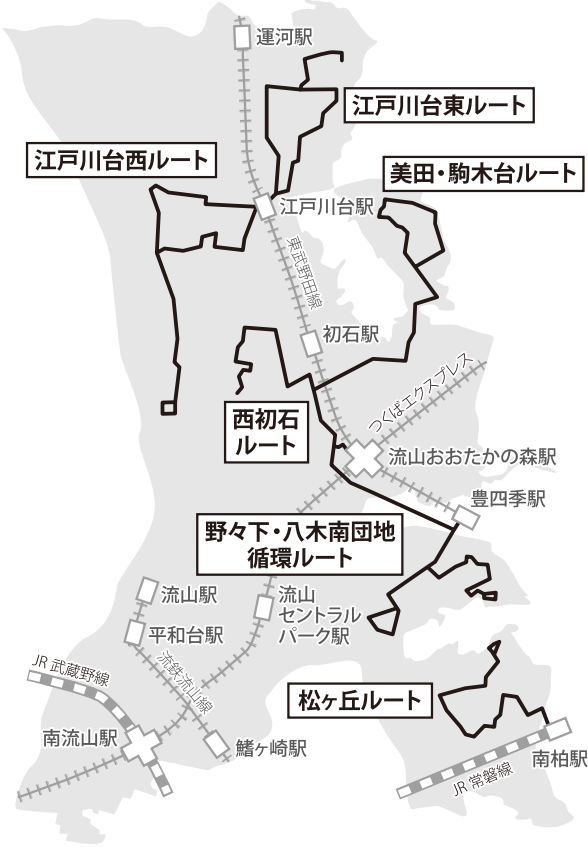 運河駅
江戸川台東ルート
江戸川台西ルート
美田・駒木台ルート
江戸川台駅
東武野田線
初石駅
つくばエクスプレス
西初石
ルート
流山おおたかの森駅
豊四季駅
野々下・八木南団地
循環ルート
流山駅
流山
セントラル
パーク駅
平和台駅
流鉄流山線
JR 武蔵野線
松ヶ丘ルート
南流山駅
鰭ヶ崎駅
南柏駅
JR 常磐線